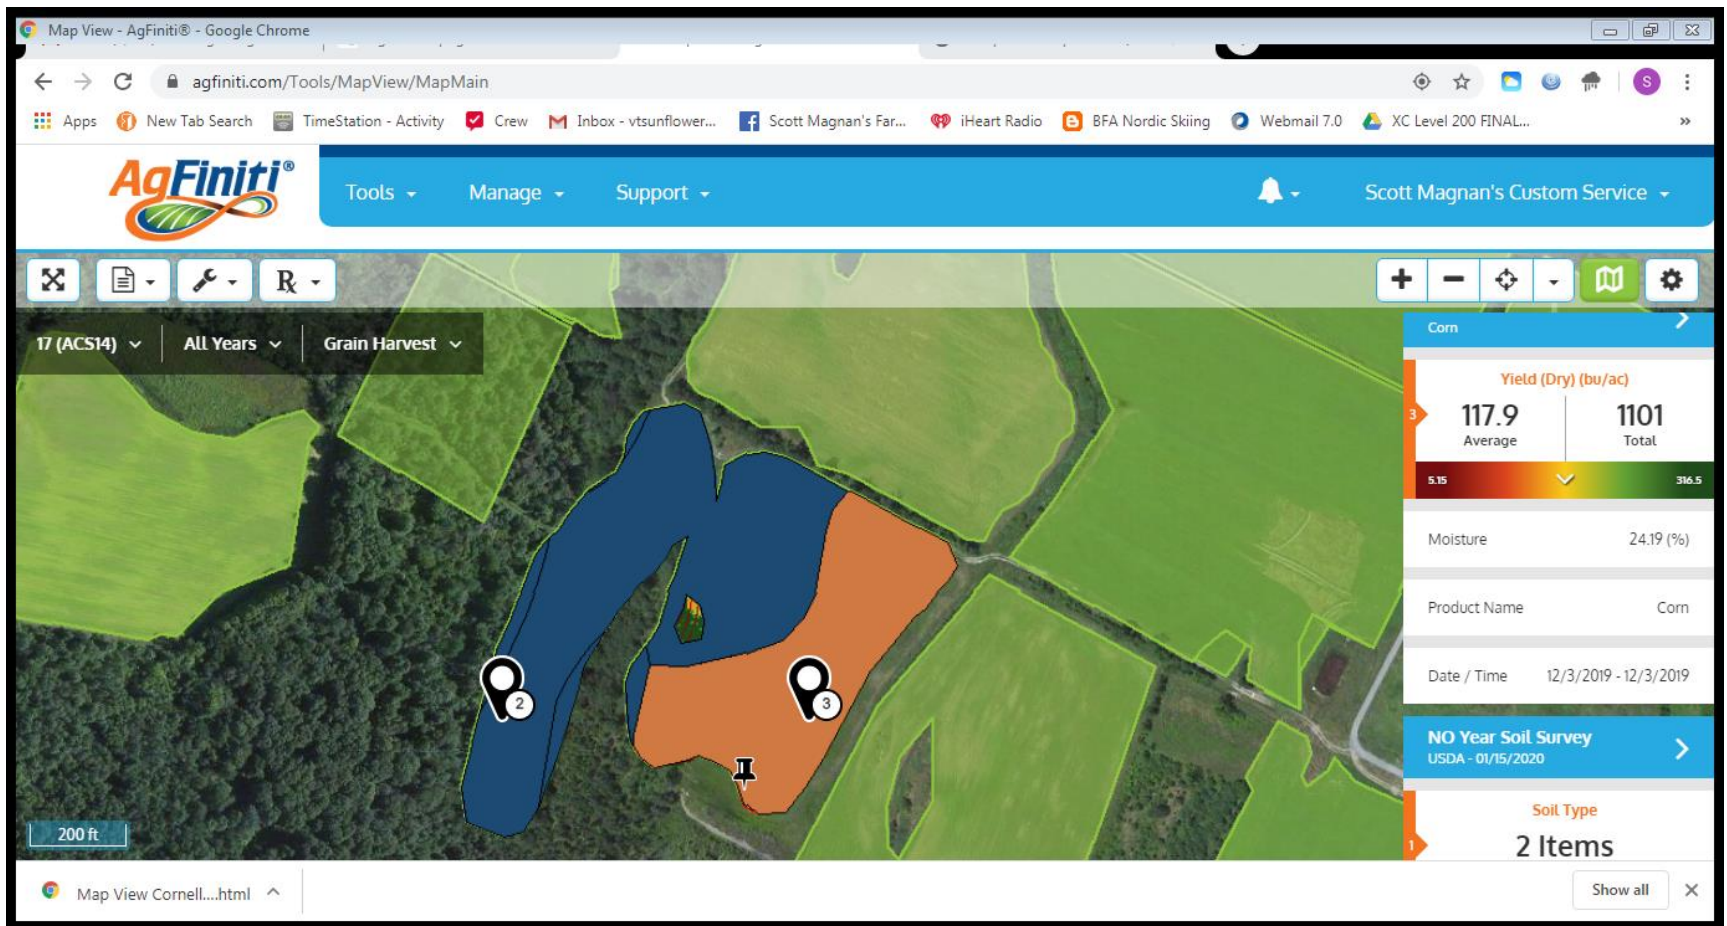 Map View - AgFiniti® - Google Chrome
agfiniti.com/Tools/MapView/MapMain
S
Apps New Tab Search TimeStation - Activity Crew Inbox - vtsunflower... Scott Magnan's Far... iHeart Radio BFA Nordic Skiing Webmail 7.0 XC Level 200 FINAL... »
AgFiniti®
Tools Manage Support Scott Magnan's Custom Service
Rx
17 (ACS14) All Years Grain Harvest
Corn
Yield (Dry) (bu/ac)
3
117.9 1101
Average Total
5.15 316.5
Moisture 24.19 (%)
Product Name Corn
Date / Time 12/3/2019 - 12/3/2019
2
3
NO Year Soil Survey
USDA - 01/15/2020
Soil Type
1
2 Items
200 ft
Map View Cornell....html
Show all